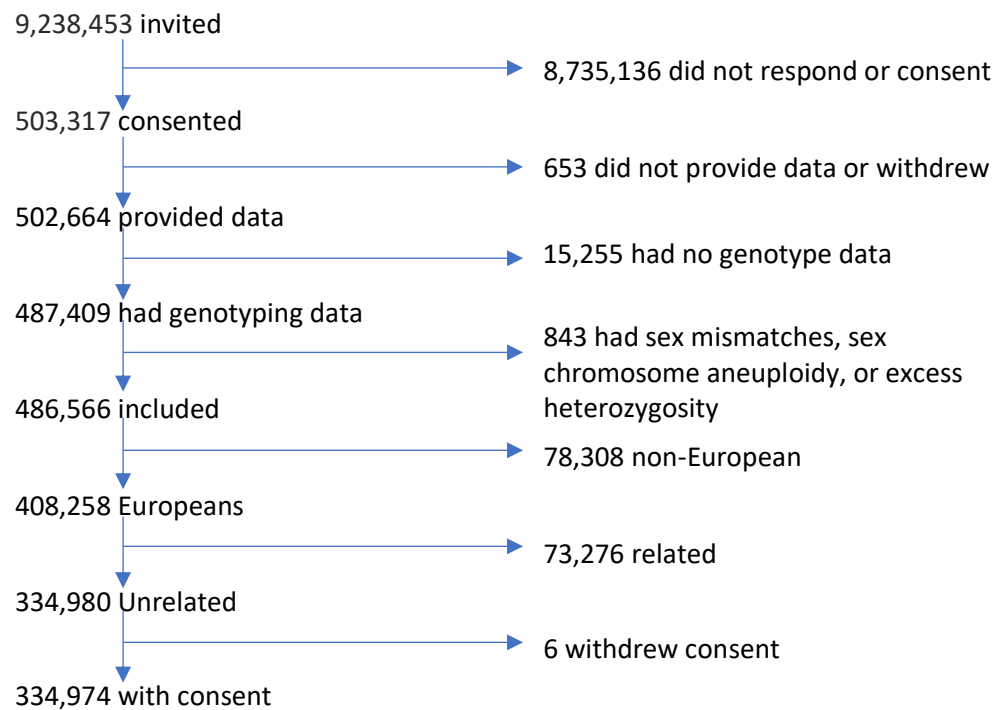 9,238,453 invited
8,735,136 did not respond or consent
503,317 consented
653 did not provide data or withdrew
502,664 provided data
15,255 had no genotype data
487,409 had genotyping data
843 had sex mismatches, sex
chromosome aneuploidy, or excess
heterozygosity
486,566 included
78,308 non-European
408,258 Europeans
73,276 related
334,980 Unrelated
6 withdrew consent
334,974 with consent